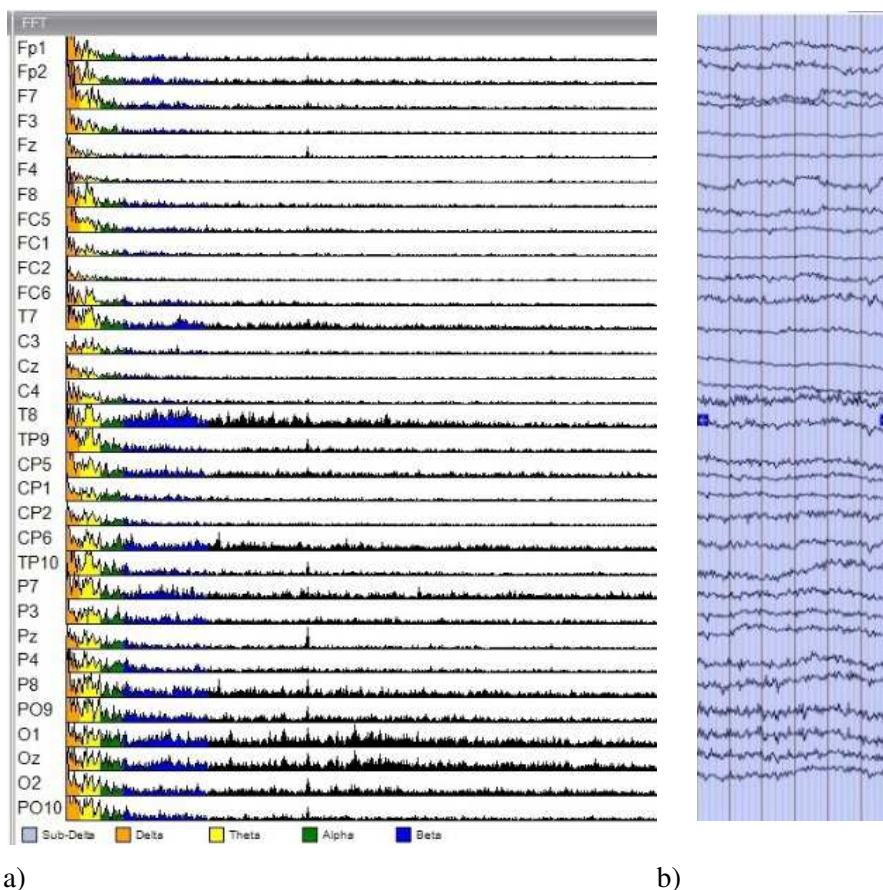 FFT
Fp1
Fp2
F7
F3
Fz
F4
F8
FC5
FC1
FC2
FC6
T7
C3
Cz
C4
T8
TP9
CP5
CP1
CP2
CP6
TP10
P7
P3
Pz
P4
P8
PO9
O1
Oz
O2
PO10
Sub-Delta Delta Theta Alpha Beta
a) b)